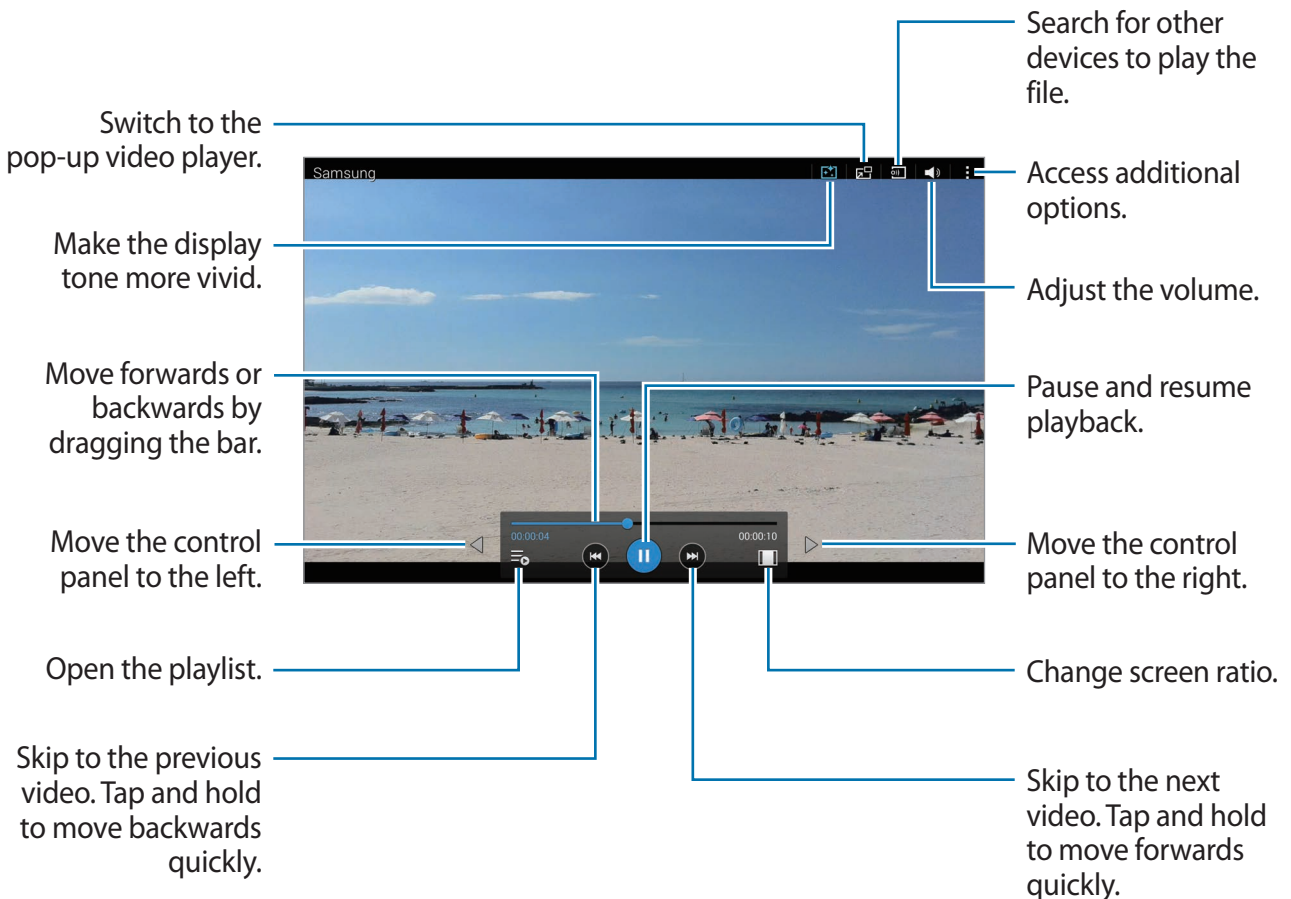 Search for other
devices to play the
file.
Switch to the
pop-up video player.
Samsung
Access additional
options.
Make the display
tone more vivid.
Adjust the volume.
Move forwards or
backwards by
dragging the bar.
Pause and resume
playback.
00:00:04
00:00:10
Move the control
panel to the left.
Move the control
panel to the right.
Open the playlist.
Change screen ratio.
Skip to the previous
video. Tap and hold
to move backwards
quickly.
Skip to the next
video. Tap and hold
to move forwards
quickly.